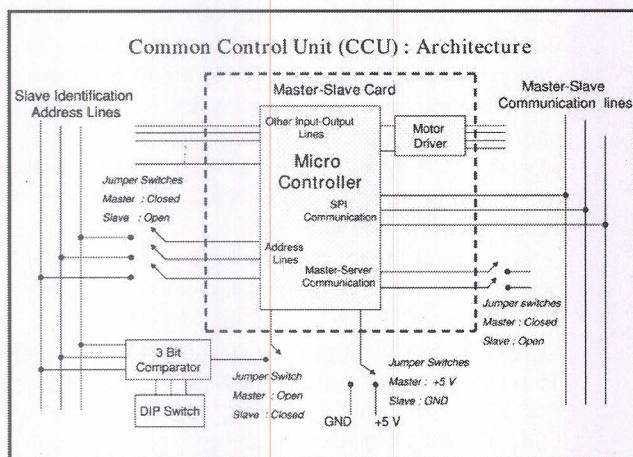 Common Control Unit (CCU) : Architecture
Slave Identification
Address Lines
Master-Slave Card
Master-Slave
Communication lines
Other Input-Output
Lines
Motor
Driver
Micro
Controller
Jumper Switches
Master : Closed
Slave : Open
SPI
Communication
Address
Lines
Master-Server
Communication
Jumper switches
Master : Closed
Slave : Open
3 Bit
Comparator
DIP Switch
Jumper Switch
Master : Open
Slave : Closed
Jumper Switches
Master : +5 V
Slave : GND
GND +5 V